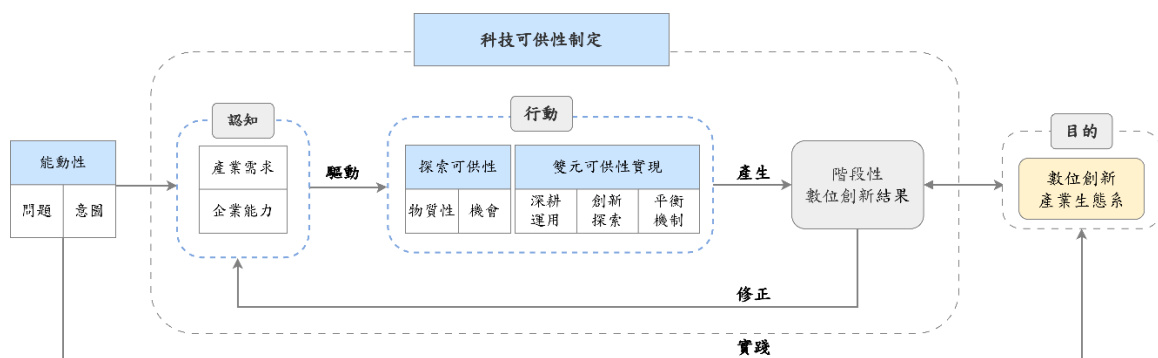 科技可供性制定
認知
行動
目的
能動性
問題
意圖
產業需求
企業能力
驅動
探索可供性
物質性
機會
雙元可供性實現
深耕
運用
創新
探索
平衡
機制
產生
階段性
數位創新結果
數位創新
產業生態系
修正
實踐